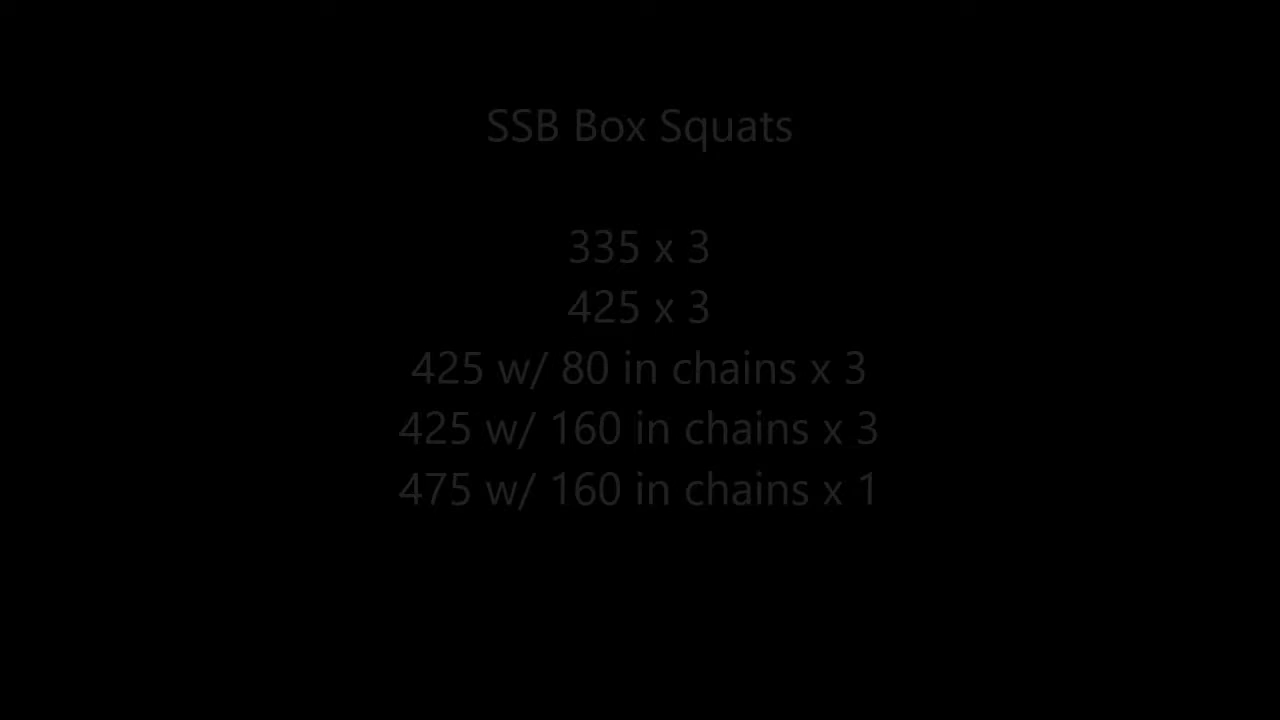 SSB Box Squats
335 x 3
425 x 3
425 w/ 80 in chains x 3
425 w/ 160 in chains x 3
475 w/ 160 in chains x 1